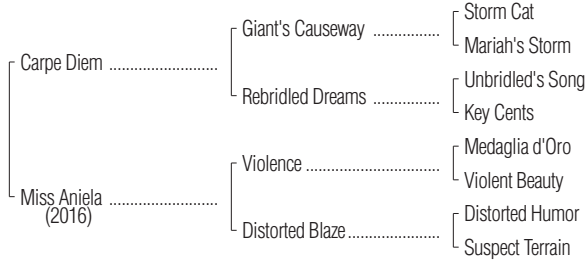 Storm Cat
Giant's Causeway ................
Mariah's Storm
Carpe Diem ..........................
Unbridled's Song
Rebridled Dreams ................
Key Cents
Medaglia d'Oro
Violence ................................
Violent Beauty
Miss Aniela ..........................
(2016)
Distorted Humor
Distorted Blaze ......................
Suspect Terrain